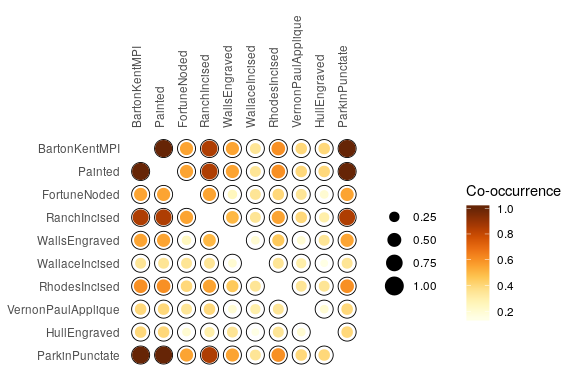 BartonKentMPI
Painted
FortuneNoded
RanchIncised
WallsEngraved
WallaceIncised
RhodesIncised
VernonPaulApplique
HullEngraved
ParkinPunctate
BartonKentMPI
Painted
FortuneNoded
RanchIncised
WallsEngraved
WallaceIncised
RhodesIncised
VernonPaulApplique
HullEngraved
ParkinPunctate
0.25
0.50
0.75
1.00
Co-occurrence
1.0
0.8
0.6
0.4
0.2